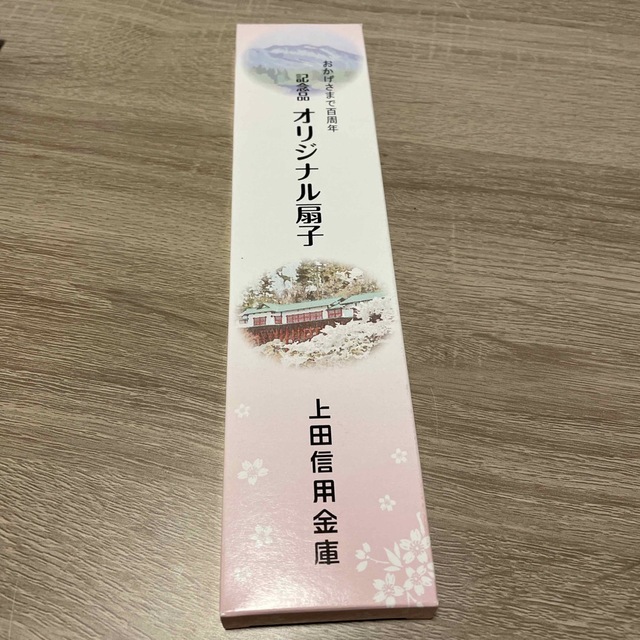 おかげさまで百周年
記念品 オリジナル扇子
上田信用金庫